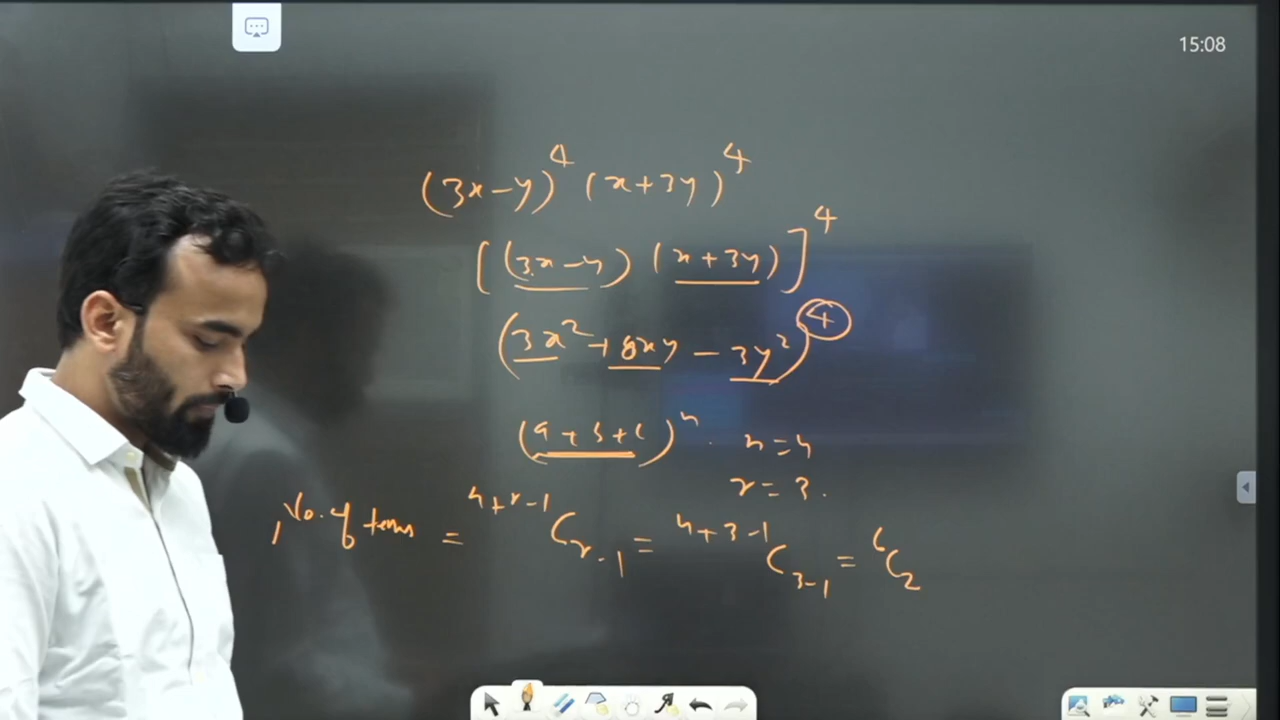 15:08
(3x-y)⁴ (x+3y)⁴
[(3x-y) (x+3y)]⁴
(3x²+8xy-3y²)⁴
(a+b+c)ⁿ. n=4
r=3.
No. of terms = ⁿ⁺ʳ⁻¹Cᵣ₋₁ = ⁴⁺³⁻¹C₃₋₁ = ⁶C₂